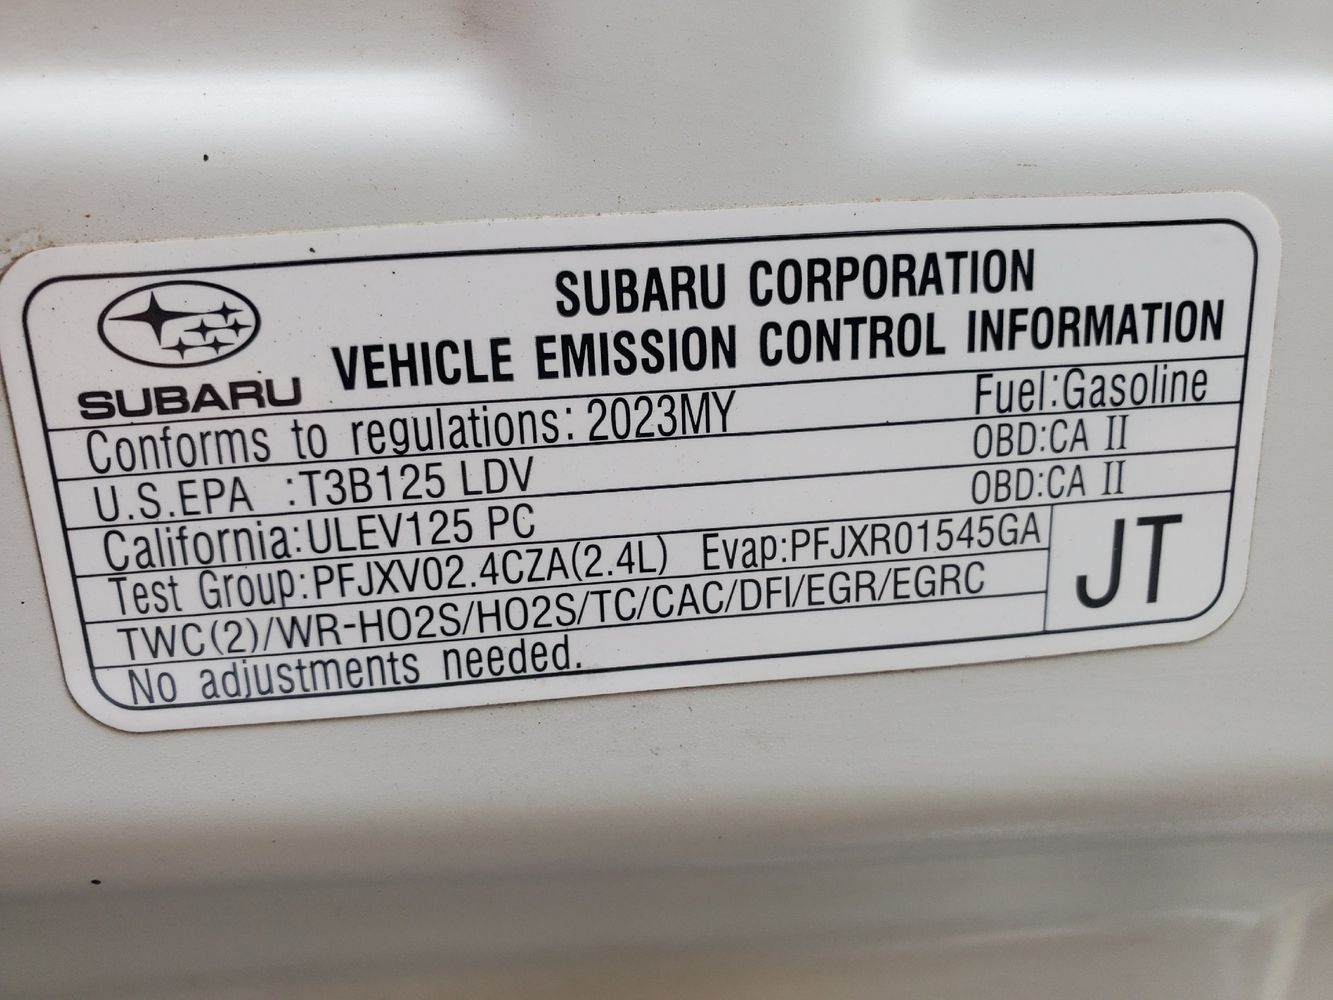 SUBARU CORPORATION
VEHICLE EMISSION CONTROL INFORMATION
SUBARU
Conforms to regulations: 2023MY Fuel:Gasoline
U.S.EPA :T3B125 LDV OBD:CA II
California:ULEV125 PC OBD:CA II
Test Group:PFJXV02.4CZA(2.4L) Evap:PFJXR01545GA
TWC(2)/WR-HO2S/HO2S/TC/CAC/DFI/EGR/EGRC
No adjustments needed.
JT